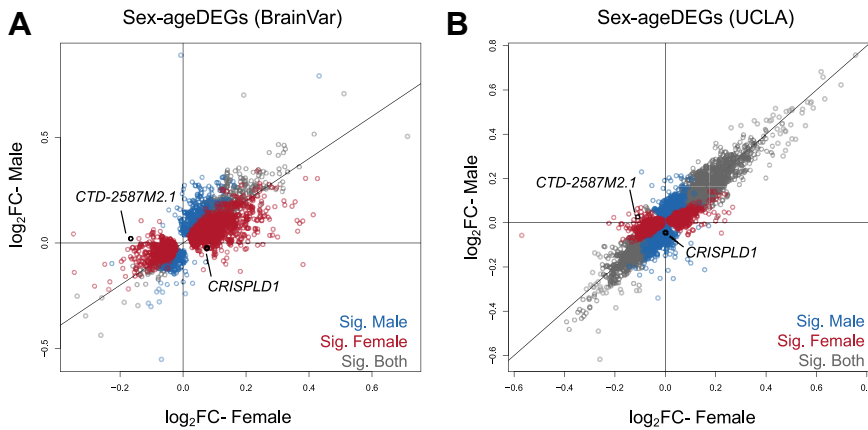 A
Sex-ageDEGs (BrainVar)
log2FC- Male
0.5
0.0
−0.5
CTD-2587M2.1
CRISPLD1
Sig. Male
Sig. Female
Sig. Both
−0.2 0.0 0.2 0.4 0.6
log2FC- Female
B
Sex-ageDEGs (UCLA)
log2FC- Male
0.8
0.6
0.4
0.2
0.0
−0.2
−0.4
−0.6
CTD-2587M2.1
CRISPLD1
Sig. Male
Sig. Female
Sig. Both
−0.6 −0.4 −0.2 0.0 0.2 0.4 0.6 0.8
log2FC- Female